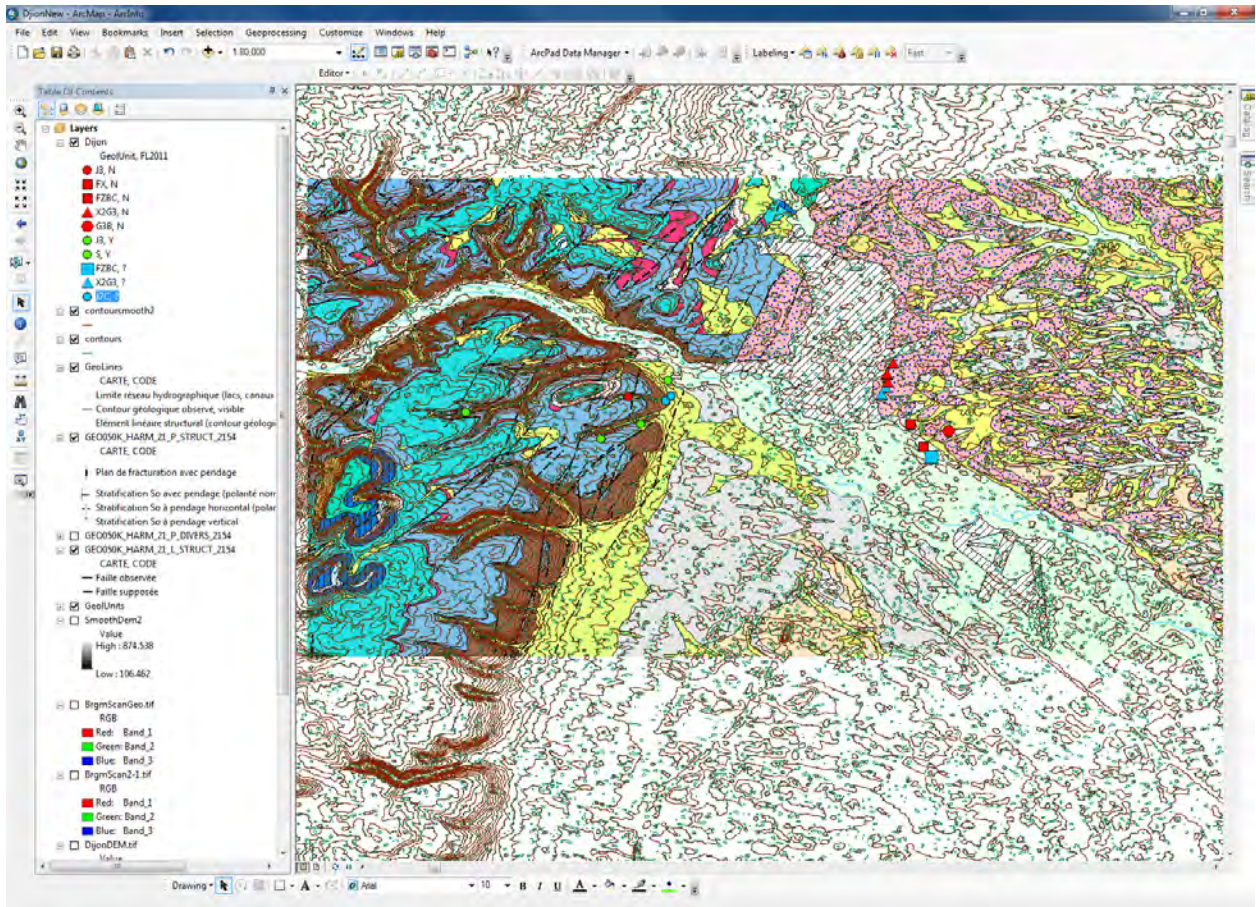 DjionNew - ArcMap - ArcInfo
File Edit View Bookmarks Insert Selection Geoprocessing Customize Windows Help
1:80,000 ArcPad Data Manager Labeling Fast
Editor
Table Of Contents
Layers
Dijon
GeolUnit, FL2011
J3, N
FX, N
FZBC, N
X2G3, N
G3B, N
J3, Y
5, Y
FZBC, ?
X2G3, ?
contoursmooth2
contours
GeoLines
CARTE, CODE
Limite réseau hydrographique (lacs, canaux
Contour géologique observé, visible
Elément linéaire structural (contour géologi
GEO050K_HARM_21_P_STRUCT_2154
CARTE, CODE
Plan de fracturation avec pendage
Stratification So avec pendage (polarité nor
Stratification So à pendage horizontal (polar
Stratification So à pendage vertical
GEO050K_HARM_21_P_DIVERS_2154
GEO050K_HARM_21_L_STRUCT_2154
CARTE, CODE
Faille observée
Faille supposée
GeolUnits
SmoothDem2
Value
High : 874.538
Low : 106.462
BrgmScanGeo.tif
RGB
Red: Band_1
Green: Band_2
Blue: Band_3
BrgmScan2-1.tif
RGB
Red: Band_1
Green: Band_2
Blue: Band_3
DijonDEM.tif
Value
Catalog
Search
Drawing A Arial 10 B I U A